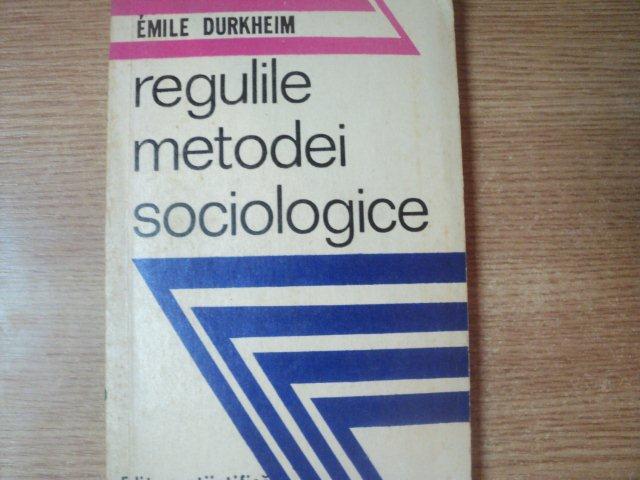 ÉMILE DURKHEIM
regulile
metodei
sociologice